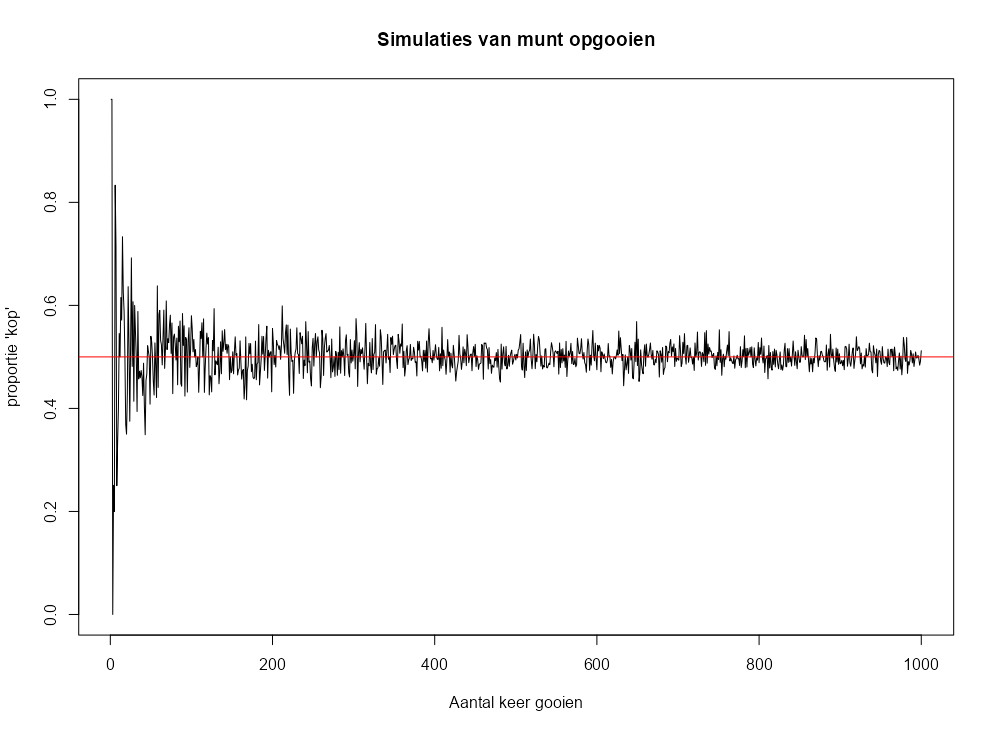 Simulaties van munt opgooien
1.0
0.8
0.6
0.4
0.2
0.0
proportie 'kop'
0 200 400 600 800 1000
Aantal keer gooien